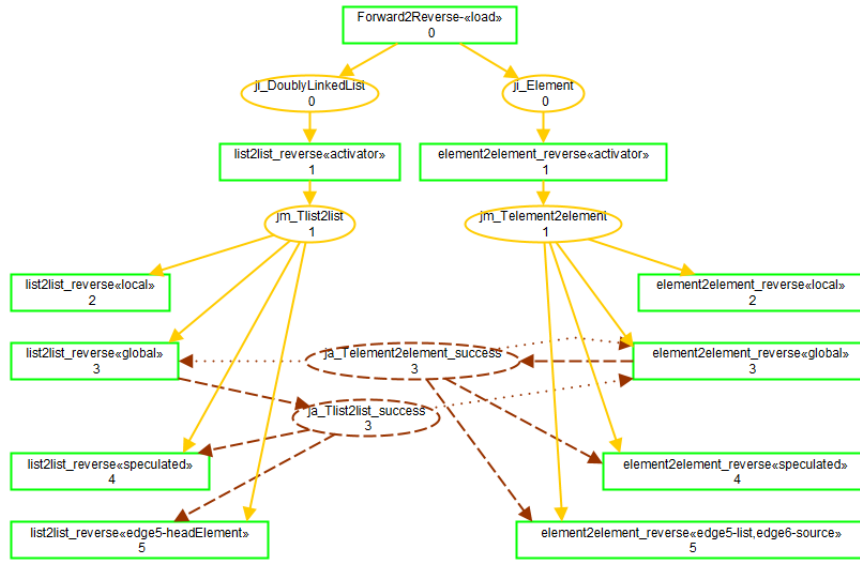 Forward2Reverse-«load»
0
ji_DoublyLinkedList
0
ji_Element
0
list2list_reverse«activator»
1
element2element_reverse«activator»
1
jm_Tlist2list
1
jm_Telement2element
1
list2list_reverse«local»
2
element2element_reverse«local»
2
list2list_reverse«global»
3
ja_Telement2element_success
3
element2element_reverse«global»
3
ja_Tlist2list_success
3
list2list_reverse«speculated»
4
element2element_reverse«speculated»
4
list2list_reverse«edge5-headElement»
5
element2element_reverse«edge5-list,edge6-source»
5